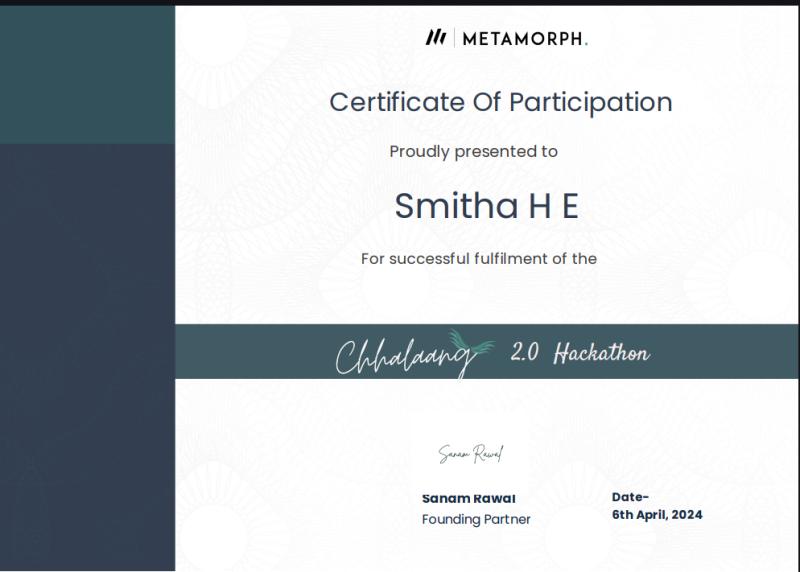 METAMORPH.
Certificate Of Participation
Proudly presented to
Smitha H E
For successful fulfilment of the
Chhalaang 2.0 Hackathon
Sanam Rawal
Sanam Rawal
Founding Partner
Date-
6th April, 2024